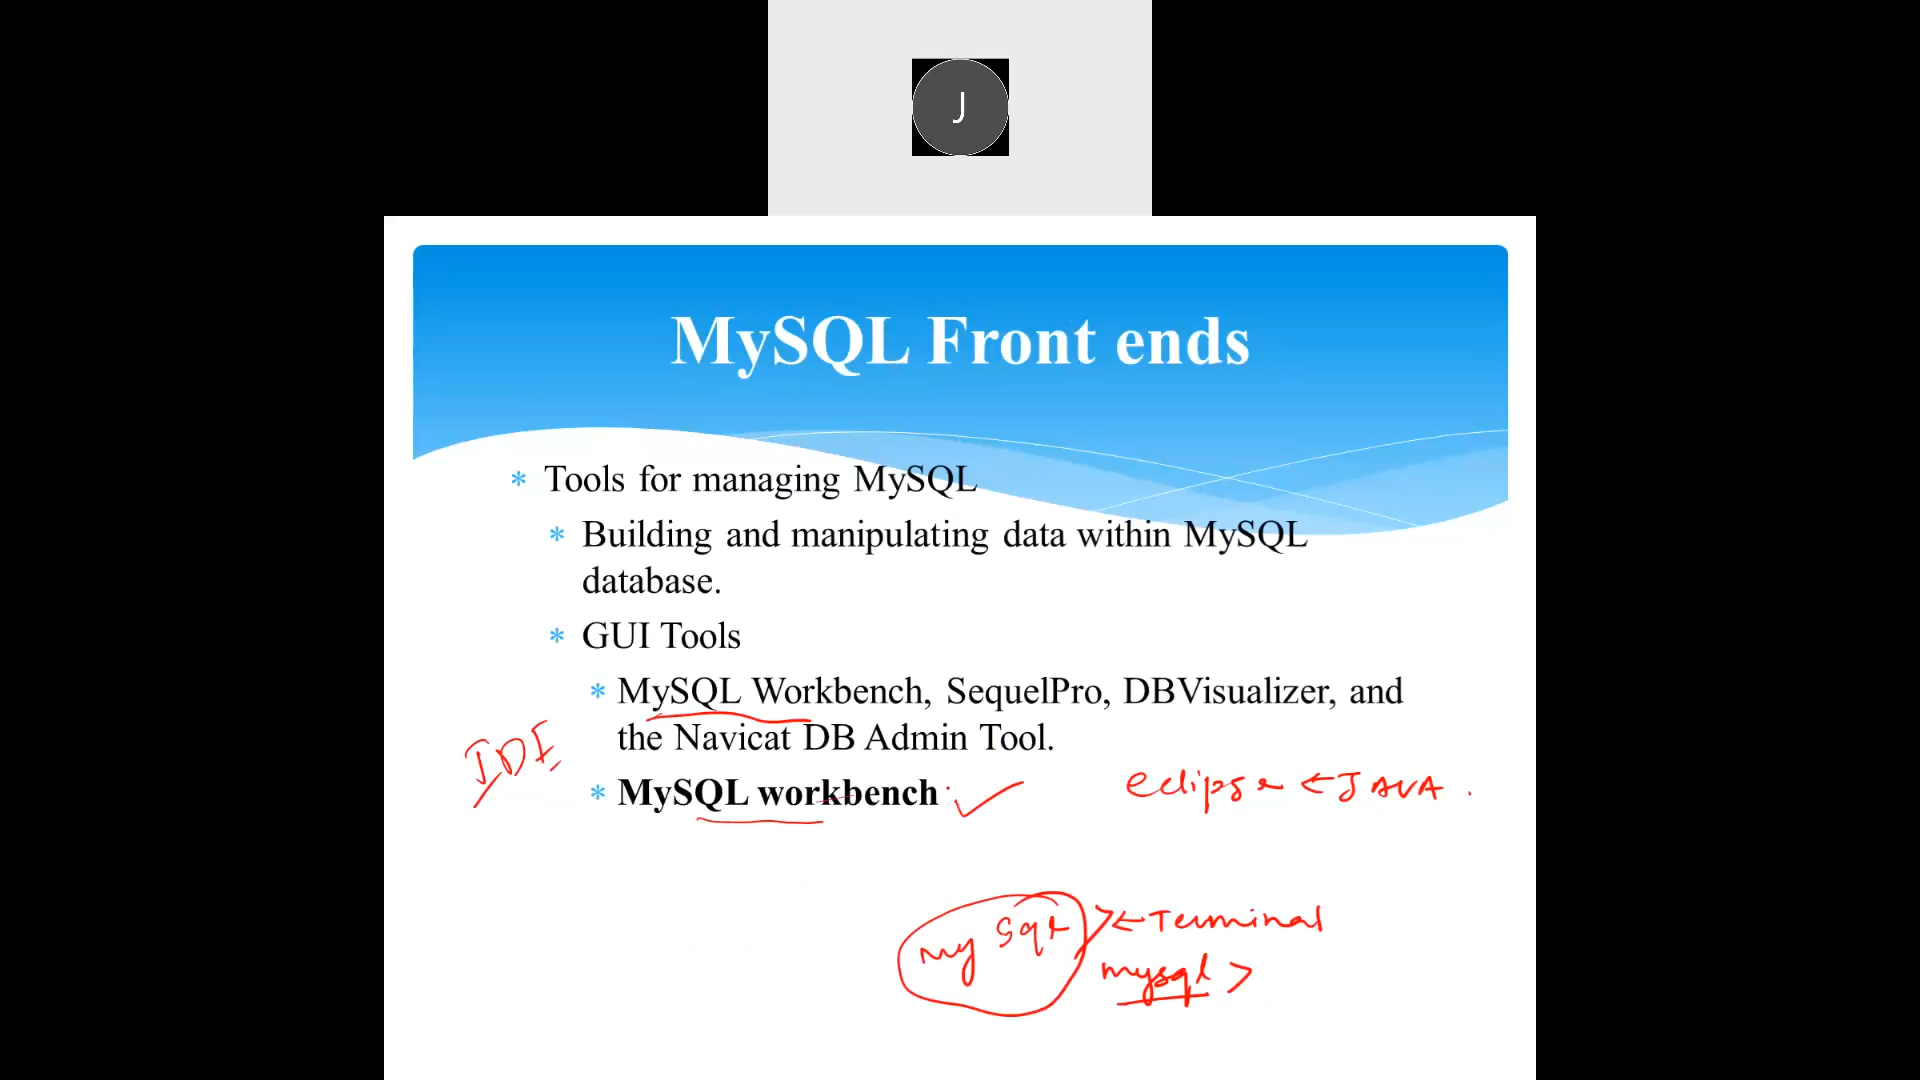 J
MySQL Front ends
* Tools for managing MySQL
* Building and manipulating data within MySQL
database.
* GUI Tools
* MySQL Workbench, SequelPro, DBVisualizer, and
the Navicat DB Admin Tool.
IDE
* MySQL workbench
eclipse ← JAVA .
my sql > ← Terminal
mysql >